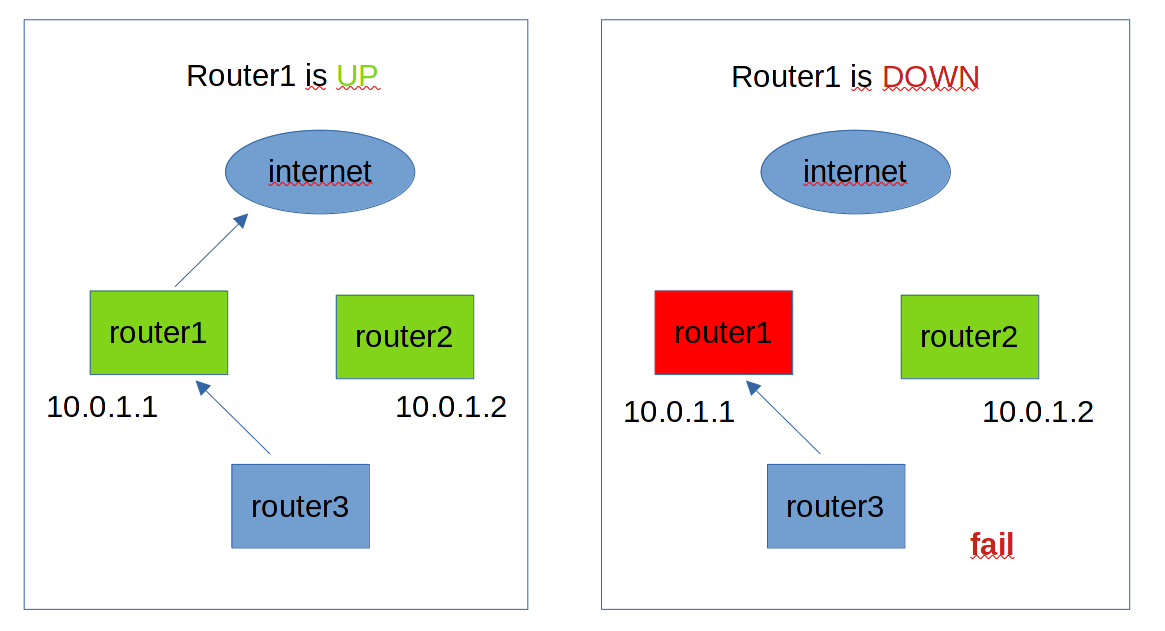 Router1 is UP
internet
router1
router2
10.0.1.1
10.0.1.2
router3
Router1 is DOWN
internet
router1
router2
10.0.1.1
10.0.1.2
router3
fail